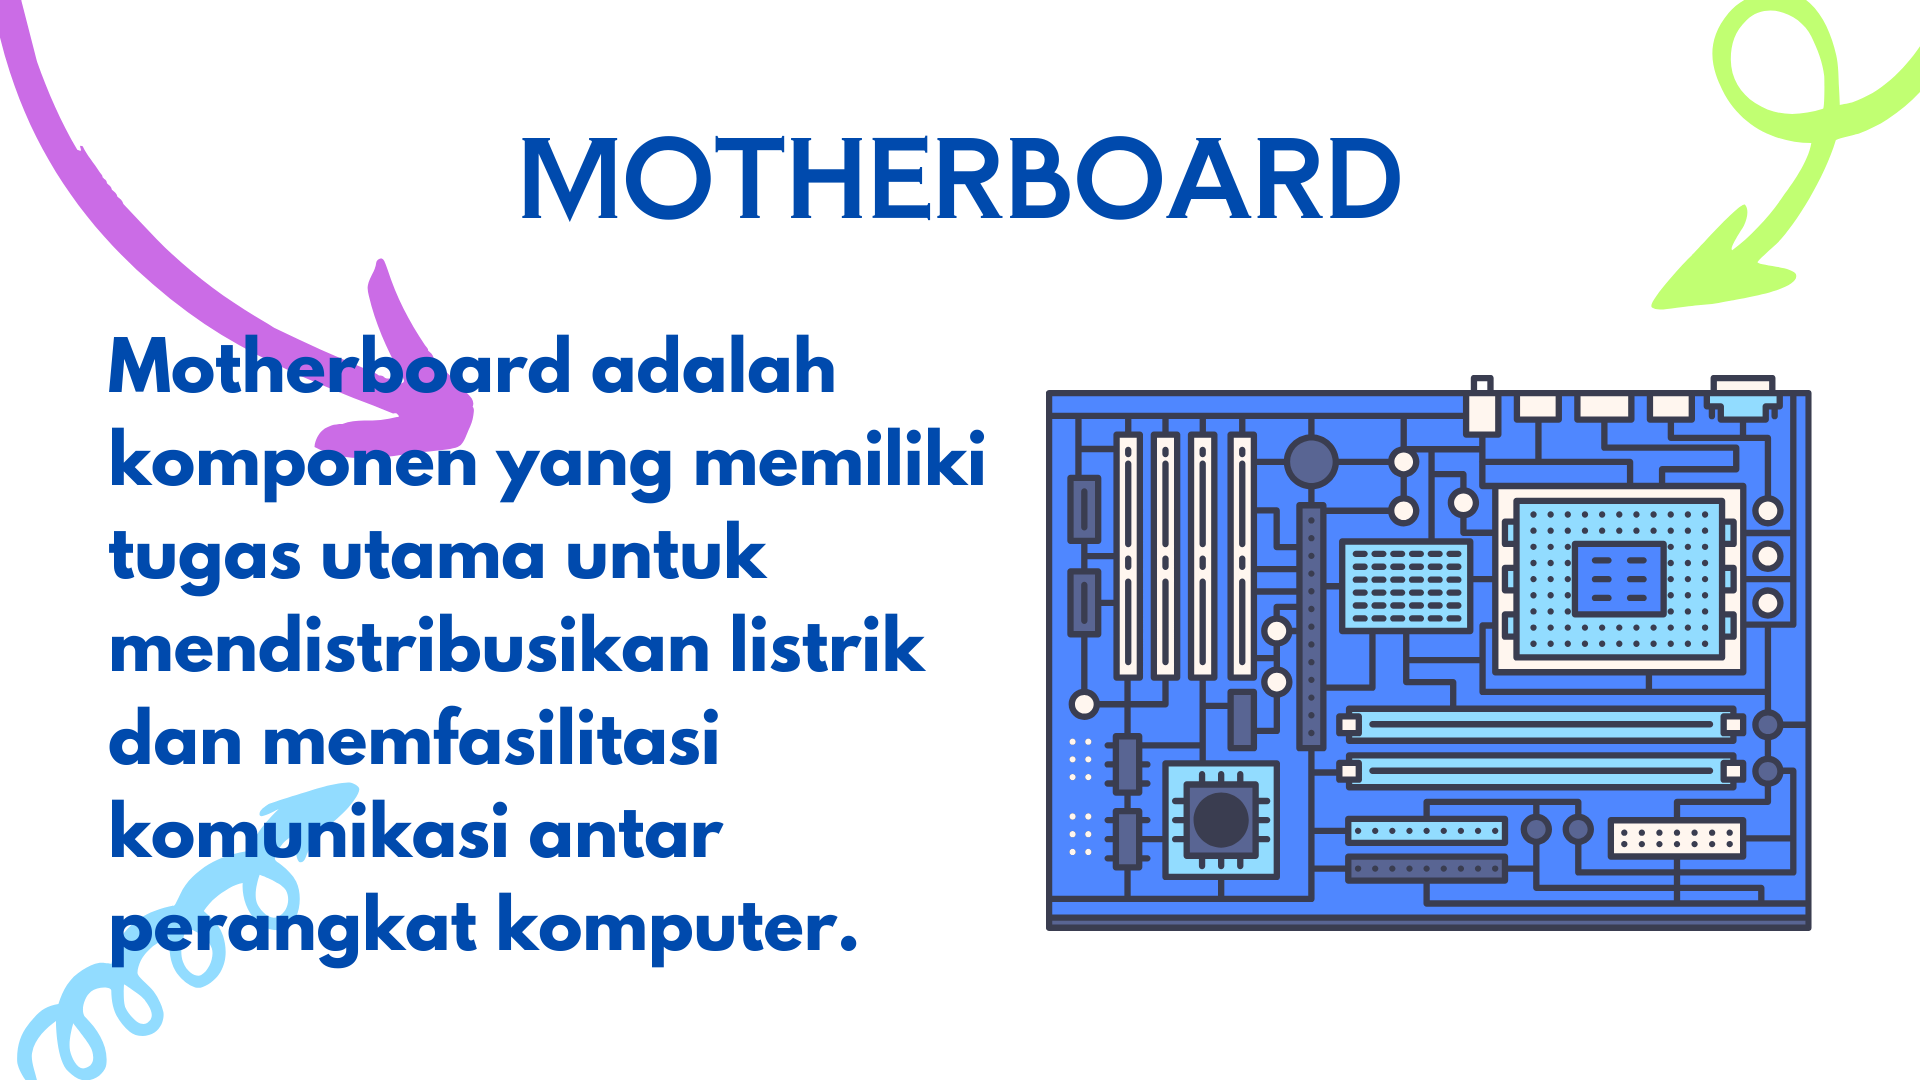 MOTHERBOARD
Motherboard adalah
komponen yang memiliki
tugas utama untuk
mendistribusikan listrik
dan memfasilitasi
komunikasi antar
perangkat komputer.